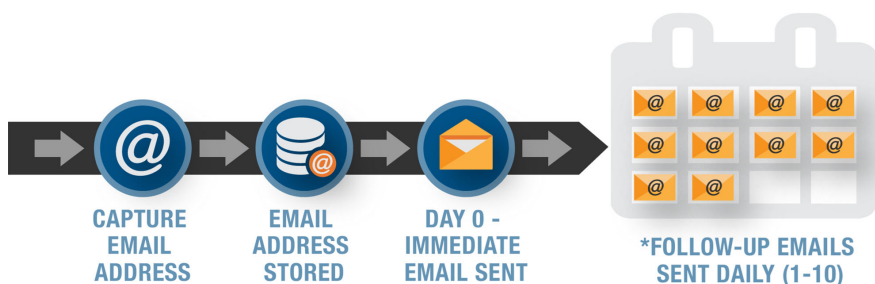 @
@
CAPTURE
EMAIL
ADDRESS
EMAIL
ADDRESS
STORED
DAY 0 -
IMMEDIATE
EMAIL SENT
@ @ @ @
@ @ @ @
@ @
*FOLLOW-UP EMAILS
SENT DAILY (1-10)